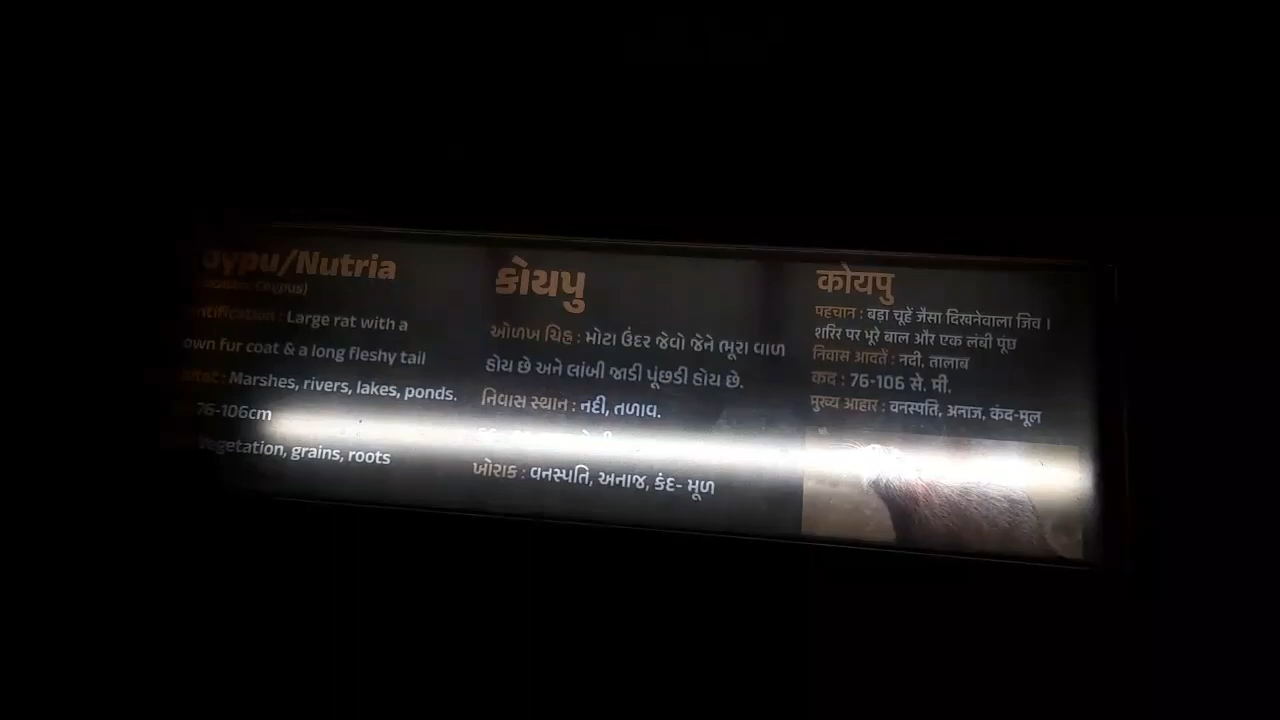 oypu/Nutria
Large rat with a
own fur coat & a long fleshy tail
Marshes, rivers, lakes, ponds.
76-106cm
Vegetation, grains, roots
કોયપુ
ઓળખ ચિહ્ન : મોટા ઉંદર જેવો જેને ભૂરા વાળ
હોય છે અને લાંબી જાડી પૂંછડી હોય છે.
નિવાસ સ્થાન : નદી, તળાવ.
ખોરાક : વનસ્પતિ, અનાજ, કંદ- મૂળ
कोयपु
पहचान : बड़ा चूहें जैसा दिखनेवाला जिव ।
शरिर पर भूरे बाल और एक लंबी पूंछ
निवास आदतें : नदी, तालाब
कद : 76-106 से. मी.
मुख्य आहार : वनस्पति, अनाज, कंद-मूल